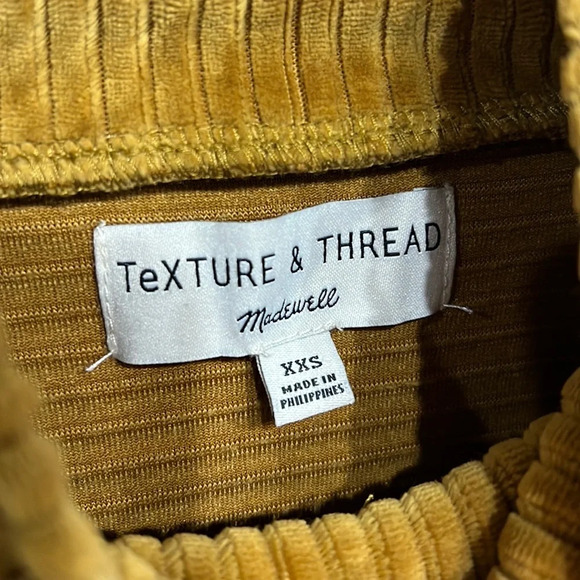 TeXTURE & THREAD
Madewell
XXS
MADE IN
PHILIPPINES